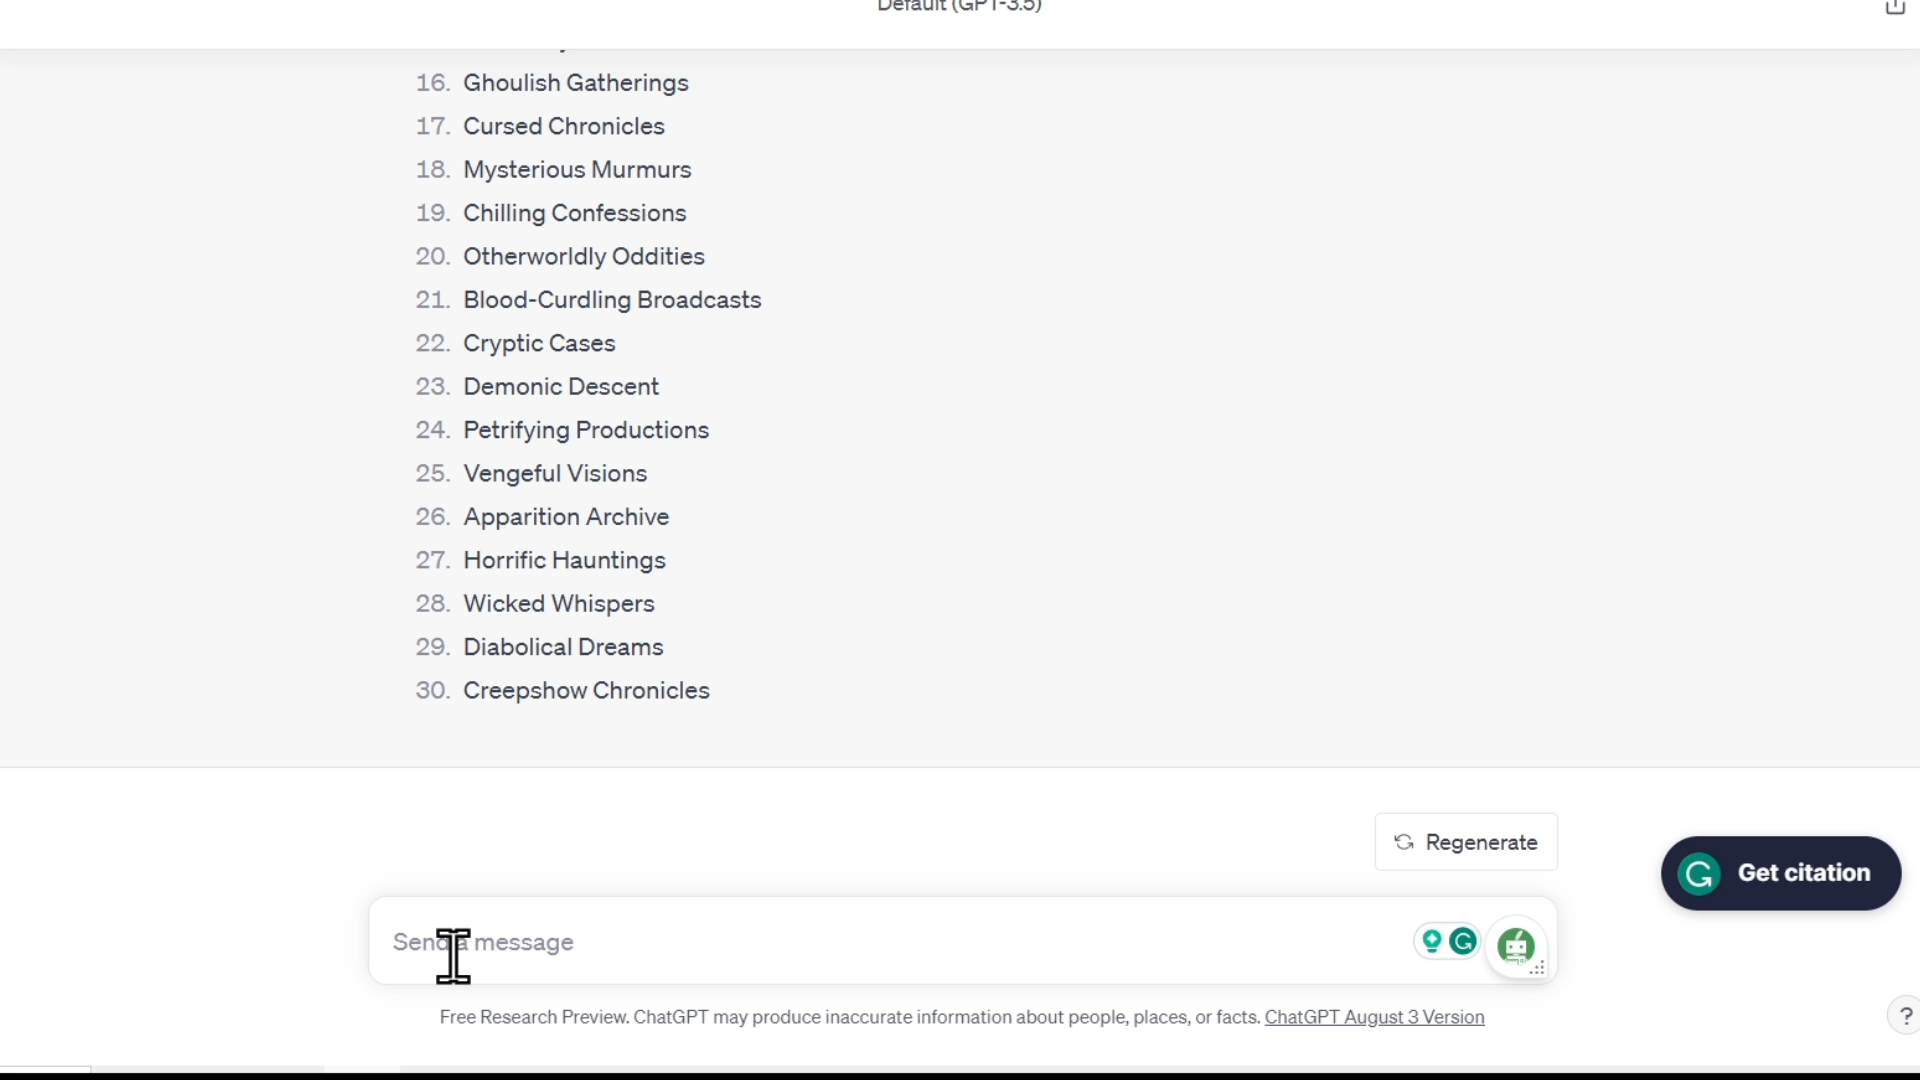 Default (GPT-3.5)
16. Ghoulish Gatherings
17. Cursed Chronicles
18. Mysterious Murmurs
19. Chilling Confessions
20. Otherworldly Oddities
21. Blood-Curdling Broadcasts
22. Cryptic Cases
23. Demonic Descent
24. Petrifying Productions
25. Vengeful Visions
26. Apparition Archive
27. Horrific Hauntings
28. Wicked Whispers
29. Diabolical Dreams
30. Creepshow Chronicles
Regenerate
Get citation
Send a message
Free Research Preview. ChatGPT may produce inaccurate information about people, places, or facts. ChatGPT August 3 Version
?